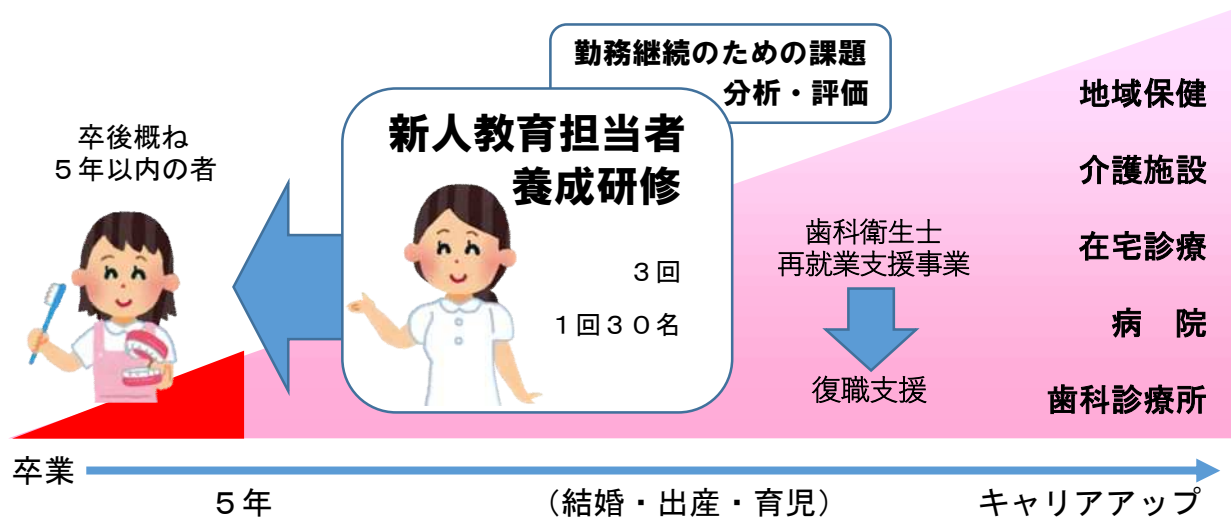 勤務継続のための課題
分析・評価
新人教育担当者
養成研修
３回
１回３０名
卒後概ね
５年以内の者
歯科衛生士
再就業支援事業
復職支援
地域保健
介護施設
在宅診療
病　院
歯科診療所
卒業
５年
（結婚・出産・育児）
キャリアアップ